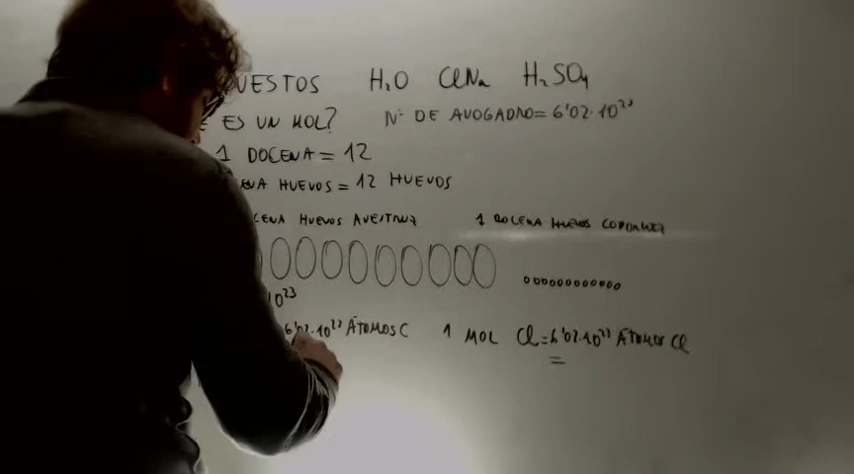 UESTOS H₂O ClNa H₂SO₄
ES UN MOL? Nº DE AVOGADRO = 6'02·10²³
1 DOCENA = 12
ENA HUEVOS = 12 HUEVOS
CENA HUEVOS AVESTRUZ 1 DOCENA HUEVOS CODORNIZ
10²³
6'02·10²³ ÁTOMOS C 1 MOL Cl = 6'02·10²³ ÁTOMOS Cl
=